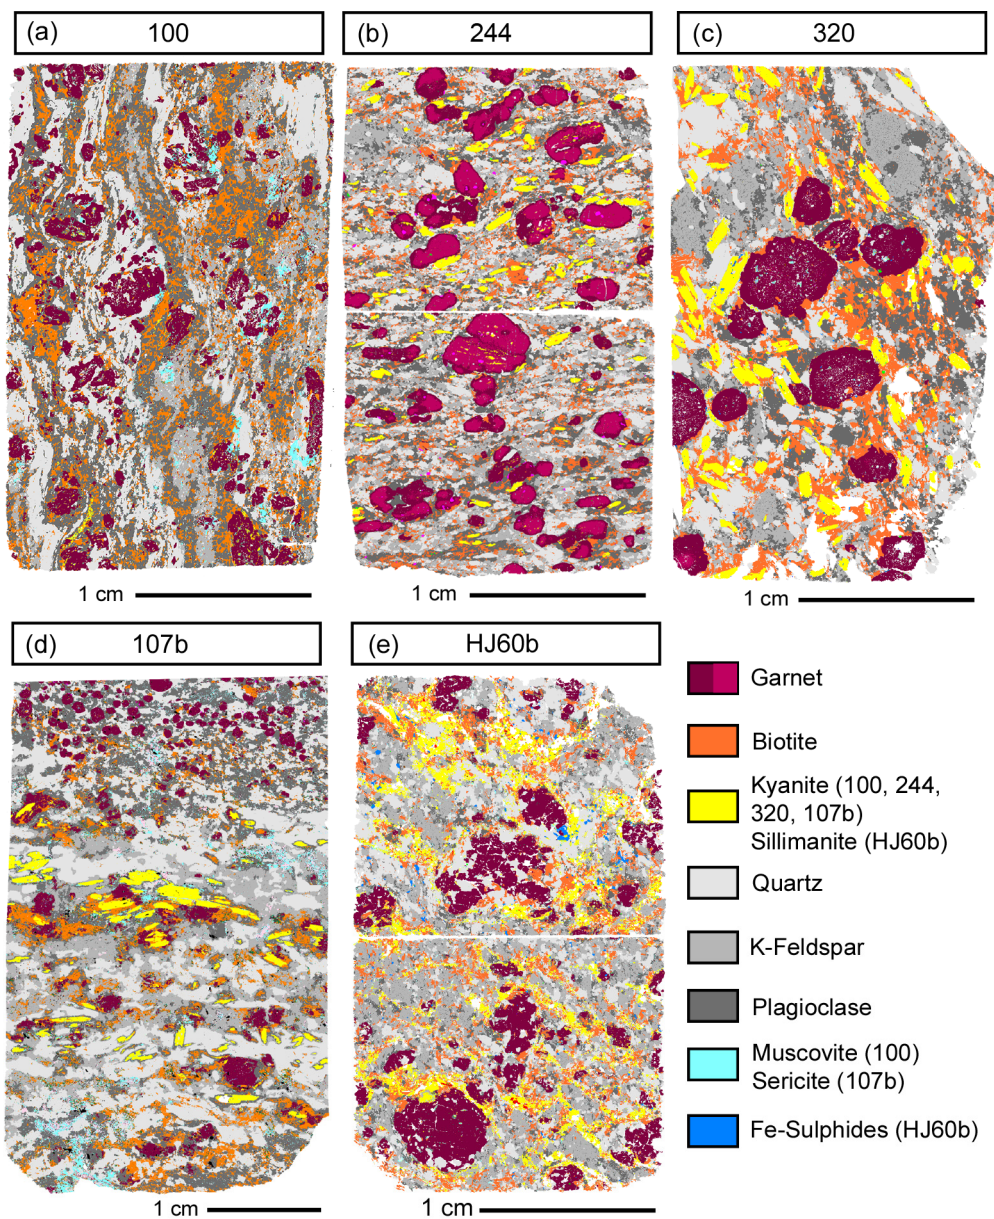 (a) 100
(b) 244
(c) 320
1 cm
1 cm
1 cm
(d) 107b
(e) HJ60b
1 cm
1 cm
Garnet
Biotite
Kyanite (100, 244,
320, 107b)
Sillimanite (HJ60b)
Quartz
K-Feldspar
Plagioclase
Muscovite (100)
Sericite (107b)
Fe-Sulphides (HJ60b)